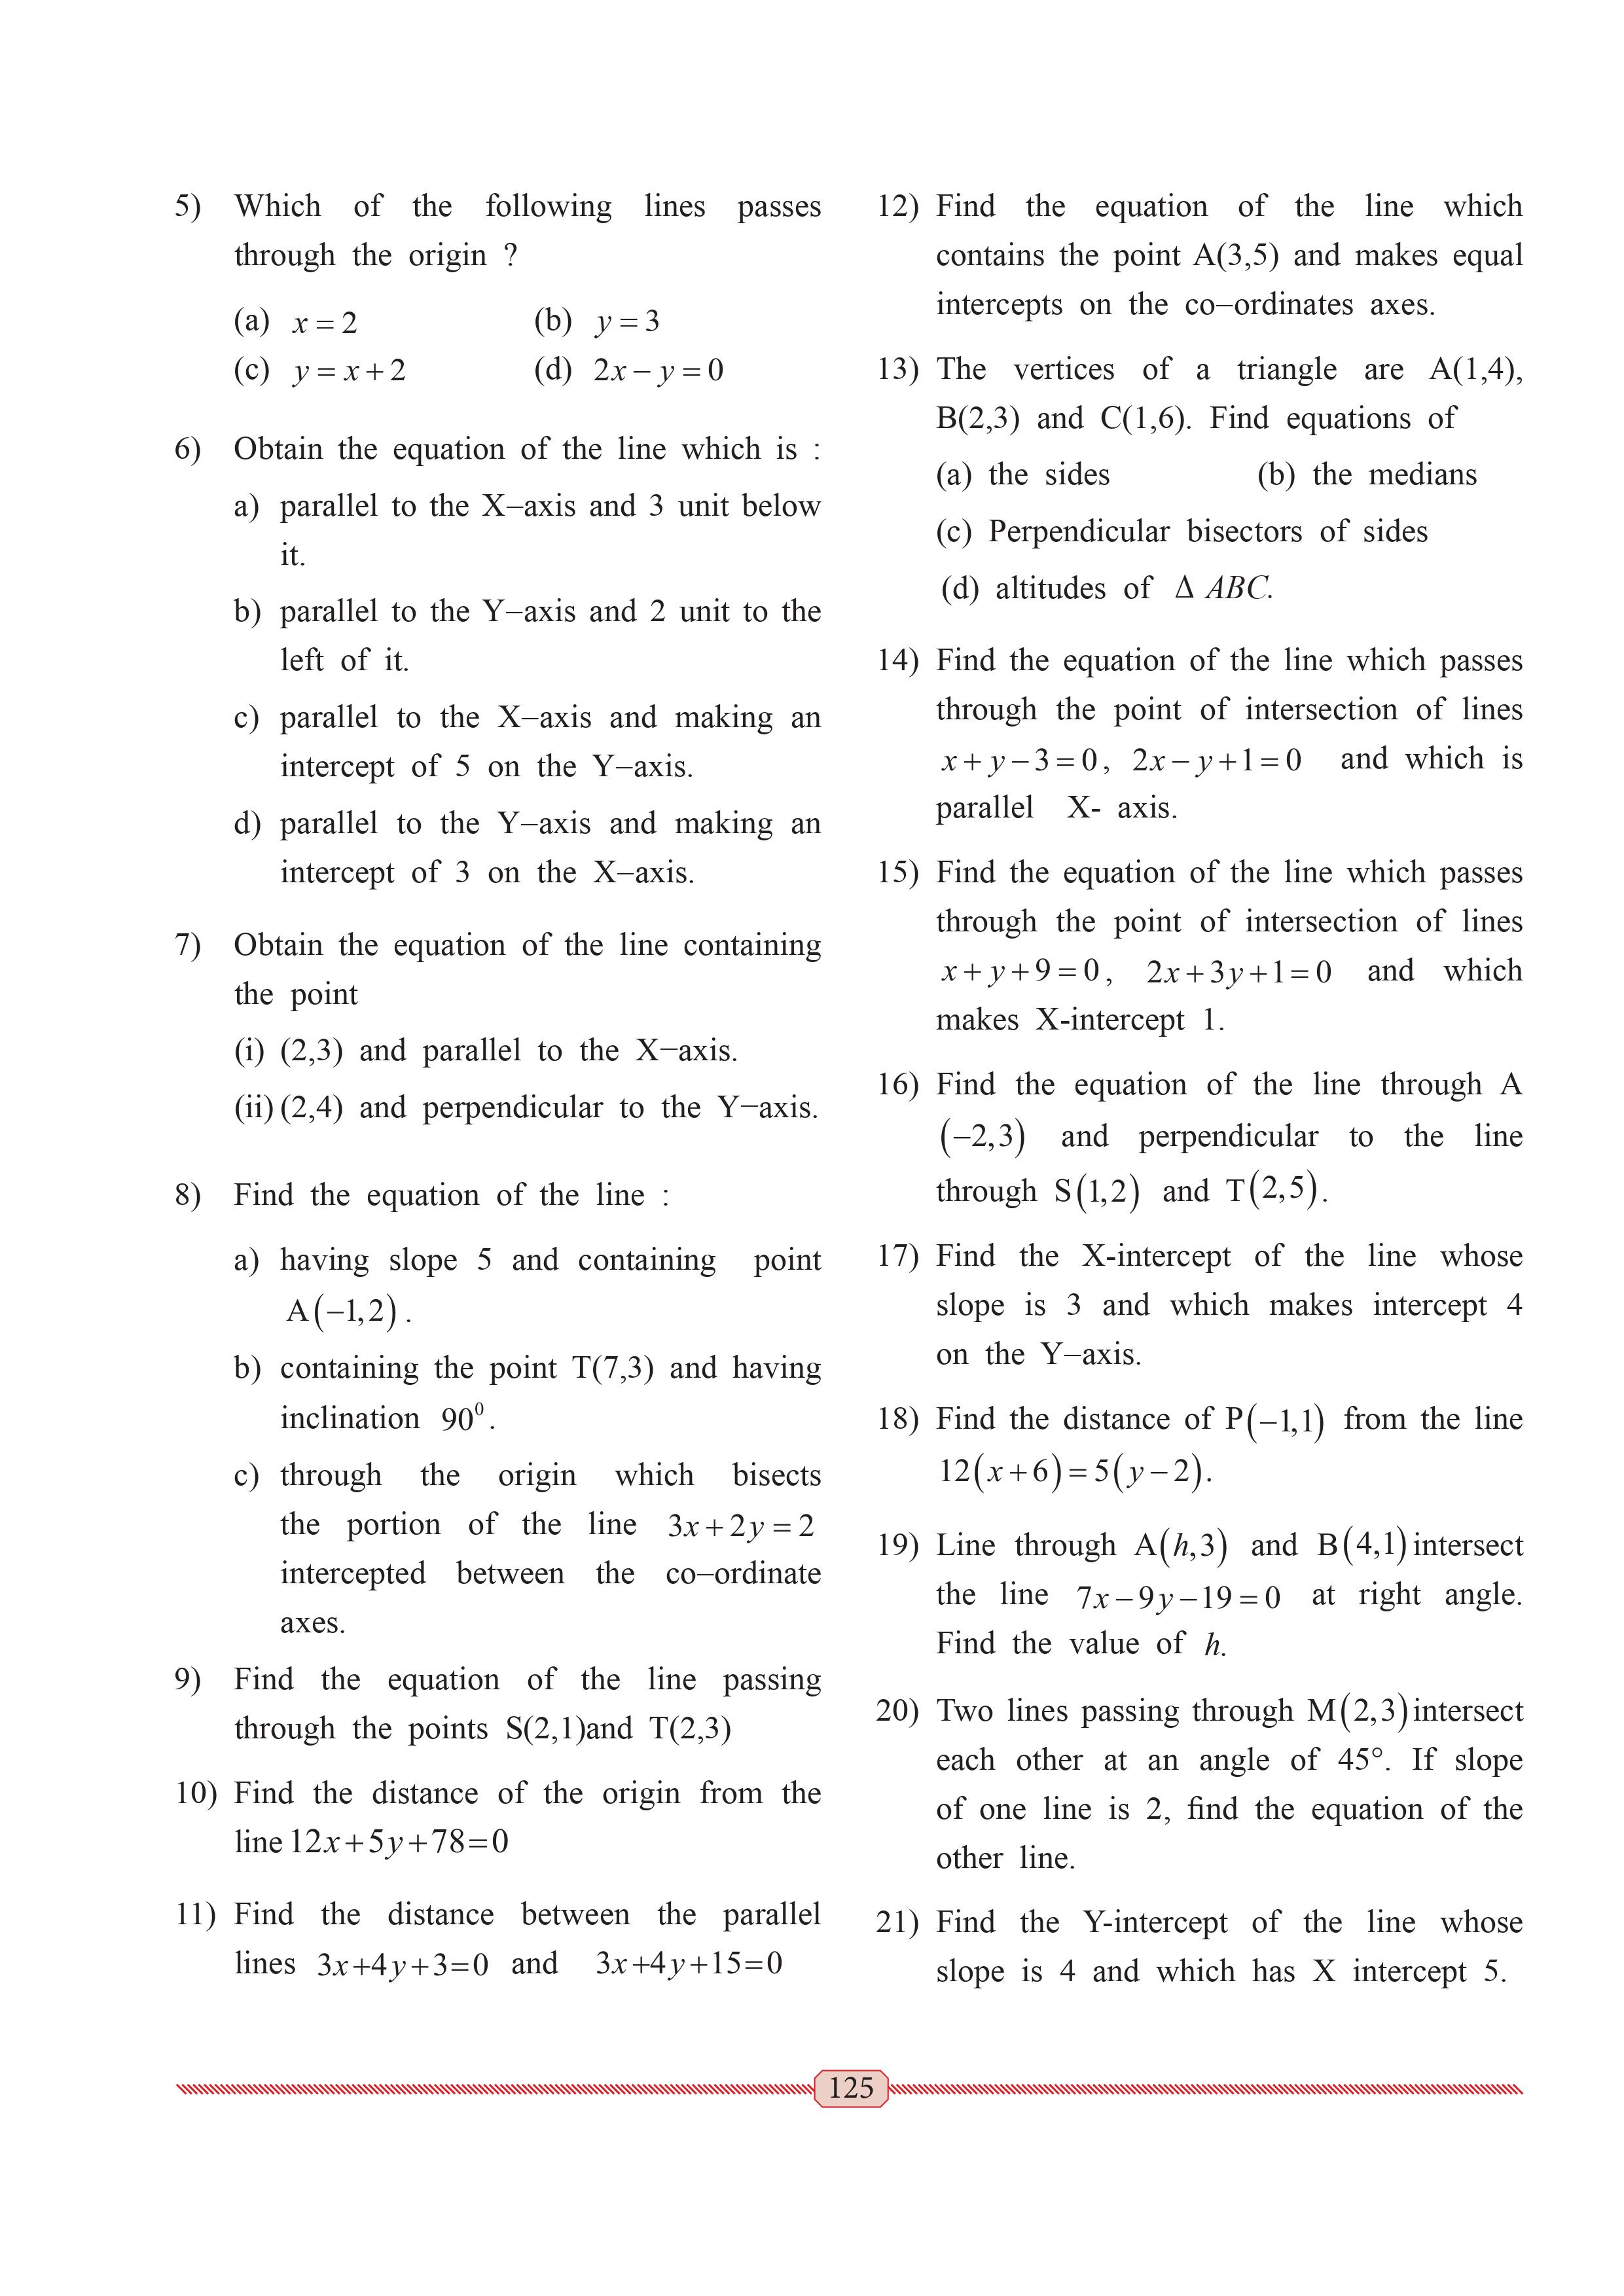 5) Which of the following lines passes
through the origin ?
(a) x = 2 (b) y = 3
(c) y = x + 2 (d) 2x − y = 0
6) Obtain the equation of the line which is :
a) parallel to the X–axis and 3 unit below
it.
b) parallel to the Y–axis and 2 unit to the
left of it.
c) parallel to the X–axis and making an
intercept of 5 on the Y–axis.
d) parallel to the Y–axis and making an
intercept of 3 on the X–axis.
7) Obtain the equation of the line containing
the point
(i) (2,3) and parallel to the X−axis.
(ii) (2,4) and perpendicular to the Y−axis.
8) Find the equation of the line :
a) having slope 5 and containing point
A(−1,2).
b) containing the point T(7,3) and having
inclination 90⁰.
c) through the origin which bisects
the portion of the line 3x + 2y = 2
intercepted between the co–ordinate
axes.
9) Find the equation of the line passing
through the points S(2,1)and T(2,3)
10) Find the distance of the origin from the
line 12x+5y+78=0
11) Find the distance between the parallel
lines 3x+4y+3=0 and 3x+4y+15=0
12) Find the equation of the line which
contains the point A(3,5) and makes equal
intercepts on the co–ordinates axes.
13) The vertices of a triangle are A(1,4),
B(2,3) and C(1,6). Find equations of
(a) the sides (b) the medians
(c) Perpendicular bisectors of sides
(d) altitudes of Δ ABC.
14) Find the equation of the line which passes
through the point of intersection of lines
x + y − 3 = 0, 2x − y + 1 = 0 and which is
parallel X- axis.
15) Find the equation of the line which passes
through the point of intersection of lines
x + y + 9 = 0, 2x + 3y + 1 = 0 and which
makes X-intercept 1.
16) Find the equation of the line through A
(−2,3) and perpendicular to the line
through S(1,2) and T(2,5).
17) Find the X-intercept of the line whose
slope is 3 and which makes intercept 4
on the Y–axis.
18) Find the distance of P(−1,1) from the line
12(x + 6) = 5(y − 2).
19) Line through A(h,3) and B(4,1) intersect
the line 7x − 9y − 19 = 0 at right angle.
Find the value of h.
20) Two lines passing through M(2,3) intersect
each other at an angle of 45°. If slope
of one line is 2, find the equation of the
other line.
21) Find the Y-intercept of the line whose
slope is 4 and which has X intercept 5.
125